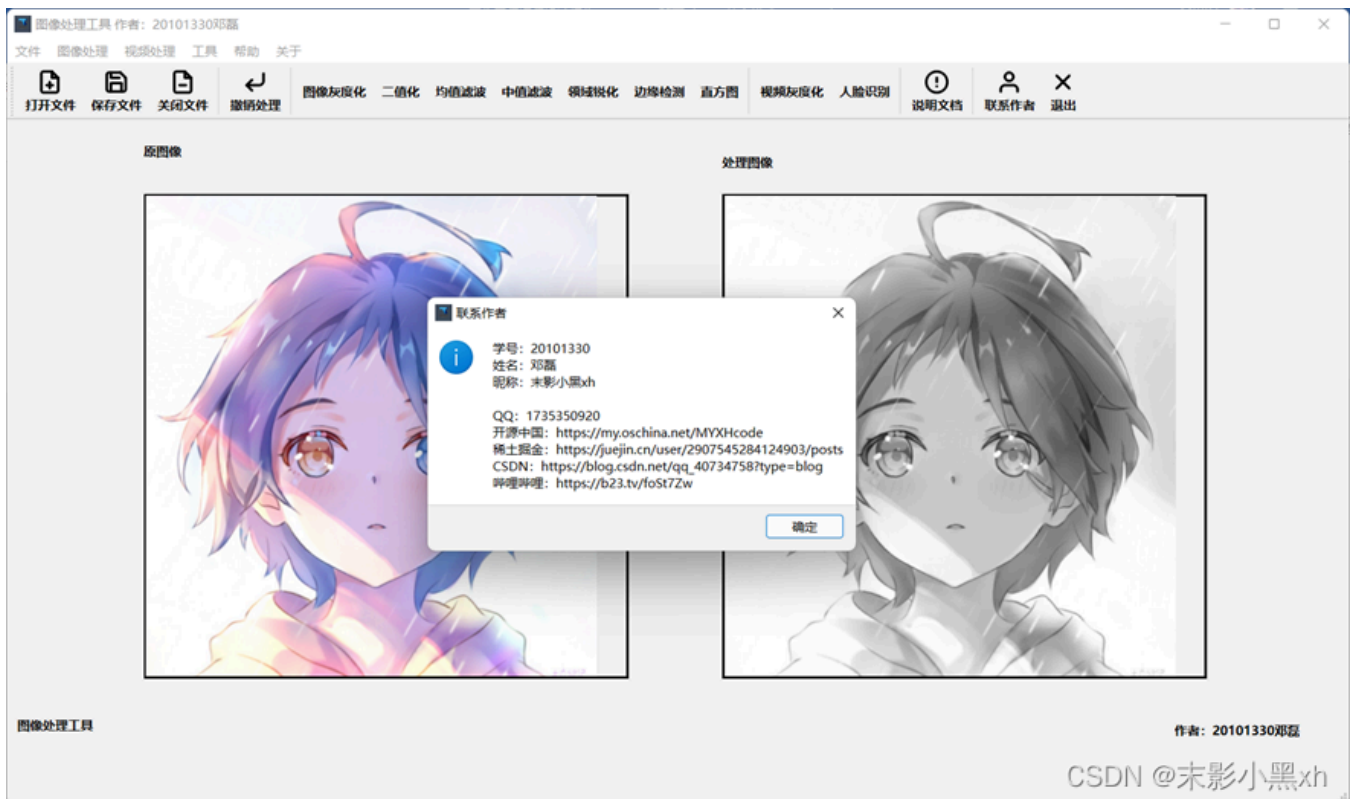 图像处理工具 作者：20101330邓磊
文件 图像处理 视频处理 工具 帮助 关于
打开文件 保存文件 关闭文件 撤销处理 图像灰度化 二值化 均值滤波 中值滤波 领域锐化 边缘检测 直方图 视频灰度化 人脸识别 说明文档 联系作者 退出
原图像
处理图像
联系作者
学号：20101330
姓名：邓磊
昵称：末影小黑xh
QQ：1735350920
开源中国：https://my.oschina.net/MYXHcode
稀土掘金：https://juejin.cn/user/2907545284124903/posts
CSDN：https://blog.csdn.net/qq_40734758?type=blog
哔哩哔哩：https://b23.tv/foSt7Zw
确定
图像处理工具
作者：20101330邓磊
CSDN @末影小黑xh